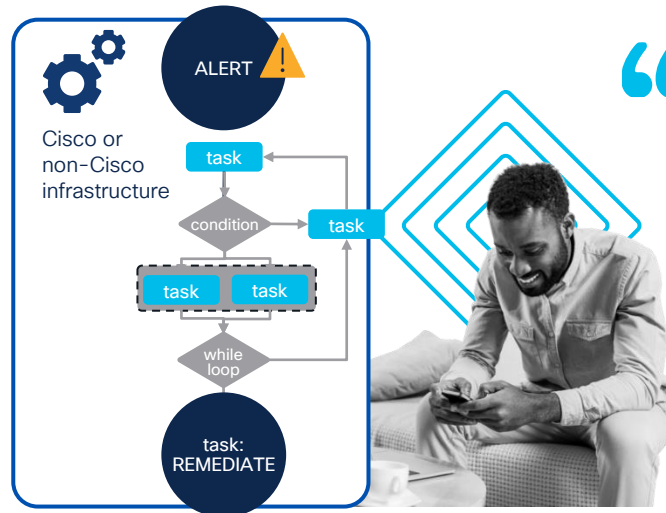 ALERT
Cisco or
non-Cisco
infrastructure
task
condition
task
task
task
while
loop
task:
REMEDIATE